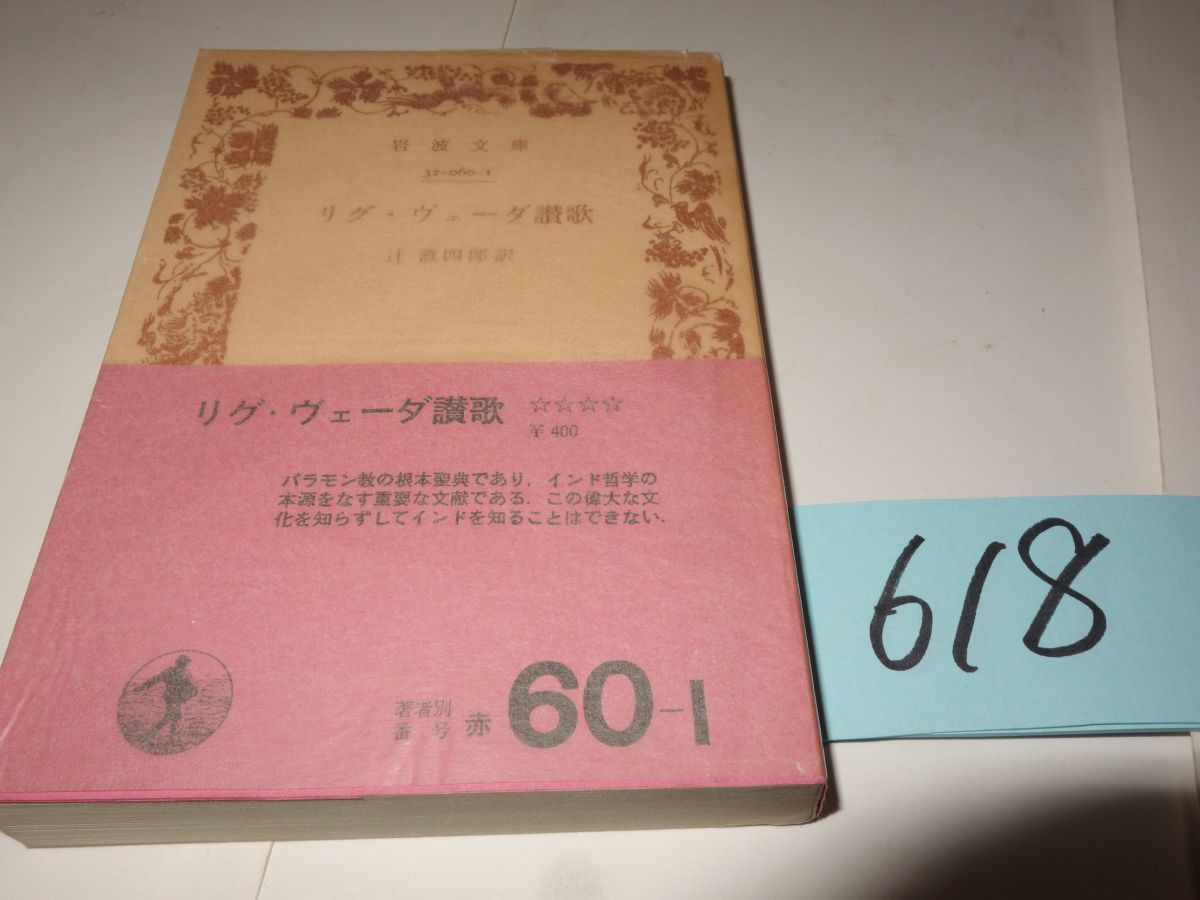 岩波文庫
32-060-1
リグ・ヴェーダ讃歌
辻直四郎訳
リグ・ヴェーダ讃歌 ☆☆☆☆
¥400
バラモン教の根本聖典であり，インド哲学の
本源をなす重要な文献である．この偉大な文
化を知らずしてインドを知ることはできない．
著者別
番号 赤 60-1
618